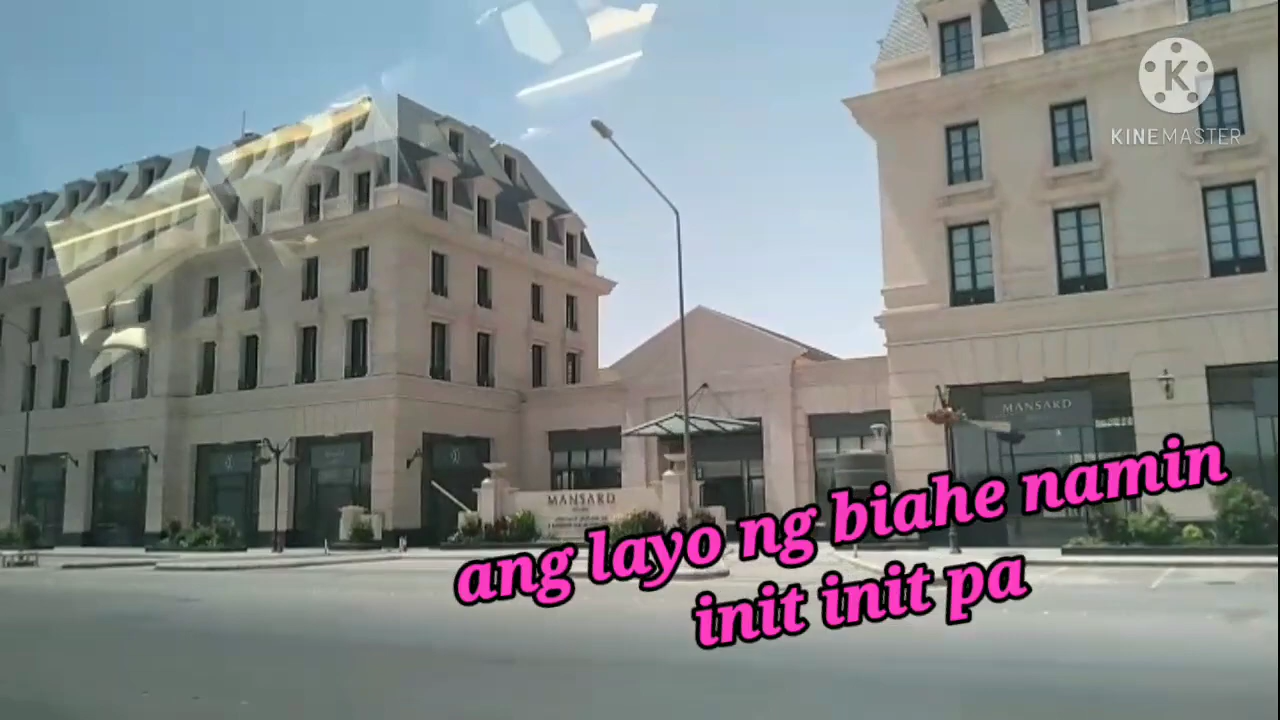 KINEMASTER
MANSARD
MANSARD
ang layo ng biahe namin
init init pa